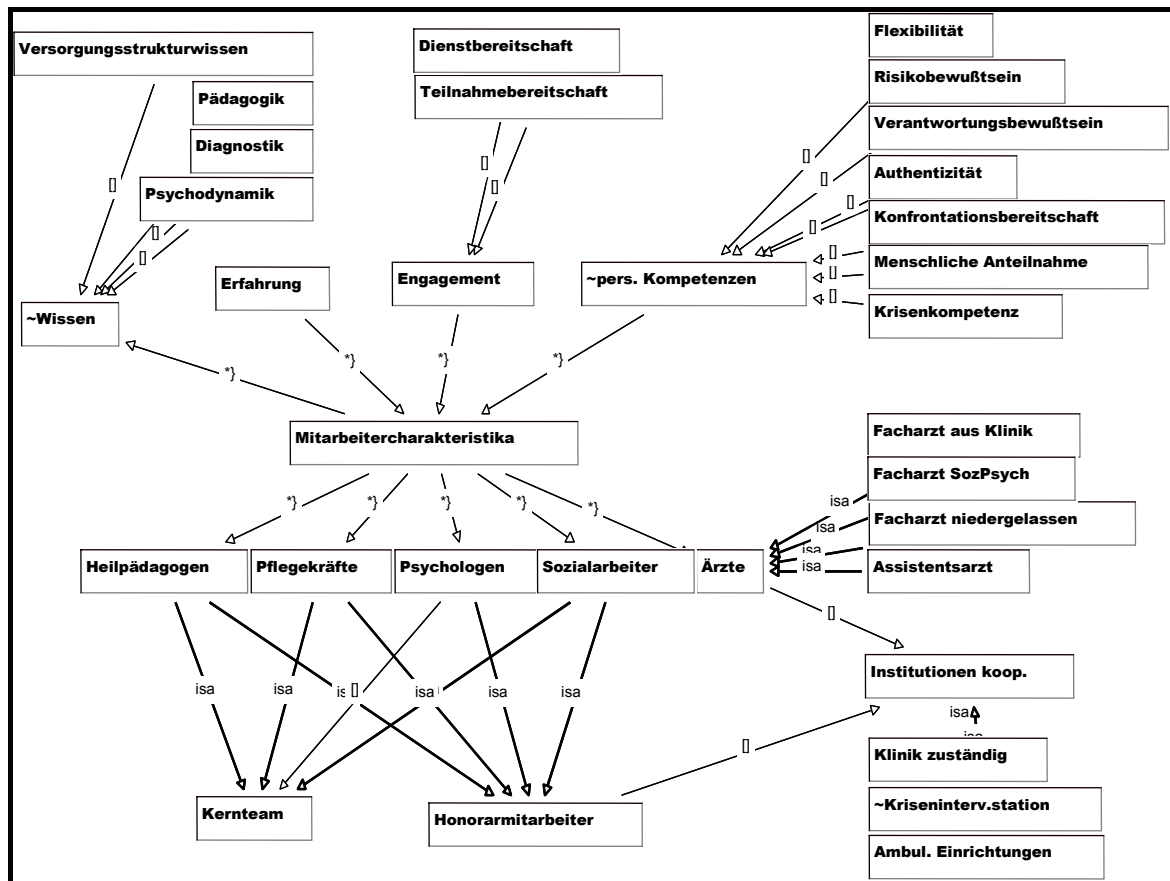 Versorgungsstrukturwissen
Pädagogik
Diagnostik
Psychodynamik
Dienstbereitschaft
Teilnahmebereitschaft
Flexibilität
Risikobewußtsein
Verantwortungsbewußtsein
Authentizität
Konfrontationsbereitschaft
Menschliche Anteilnahme
Krisenkompetenz
[]
[]
[]
[]
[]
[]
[]
[]
[]
[]
[]
~Wissen
Erfahrung
Engagement
~pers. Kompetenzen
*}
*}
*}
*}
Mitarbeitercharakteristika
*}
*}
*}
*}
*}
Facharzt aus Klinik
Facharzt SozPsych
Facharzt niedergelassen
Assistentsarzt
isa
isa
isa
isa
Heilpädagogen
Pflegekräfte
Psychologen
Sozialarbeiter
Ärzte
[]
isa
isa
is
[]
isa
isa
isa
Institutionen koop.
isa
isa
[]
Kernteam
Honorarmitarbeiter
Klinik zuständig
~Kriseninterv.station
Ambul. Einrichtungen